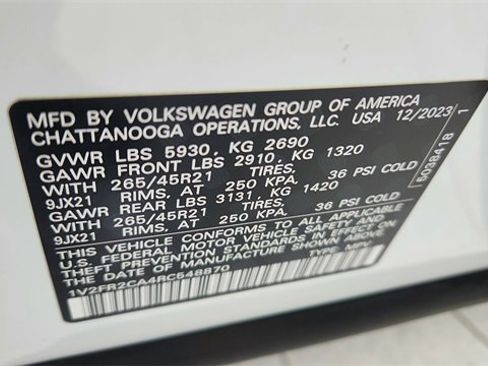 MFD BY VOLKSWAGEN GROUP OF AMERICA
CHATTANOOGA OPERATIONS, LLC. USA 12/2023
GVWR LBS 5930, KG 2690
GAWR FRONT LBS 2910, KG 1320
WITH 265/45R21 TIRES,
9JX21 RIMS, AT 250 KPA, 36 PSI COLD
GAWR REAR LBS 3131 KG 1420
WITH 265/45R21 TIRES,
9JX21 RIMS, AT 250 KPA, 36 PSI COLD
THIS VEHICLE CONFORMS TO ALL APPLICABLE
U.S. FEDERAL MOTOR VEHICLE SAFETY AND
THEFT PREVENTION STANDARDS IN EFFECT ON
THE DATE OF MANUFACTURE SHOWN ABOVE.
1V2FR2CA4RC548870 TYPE: MPV
5038418 1